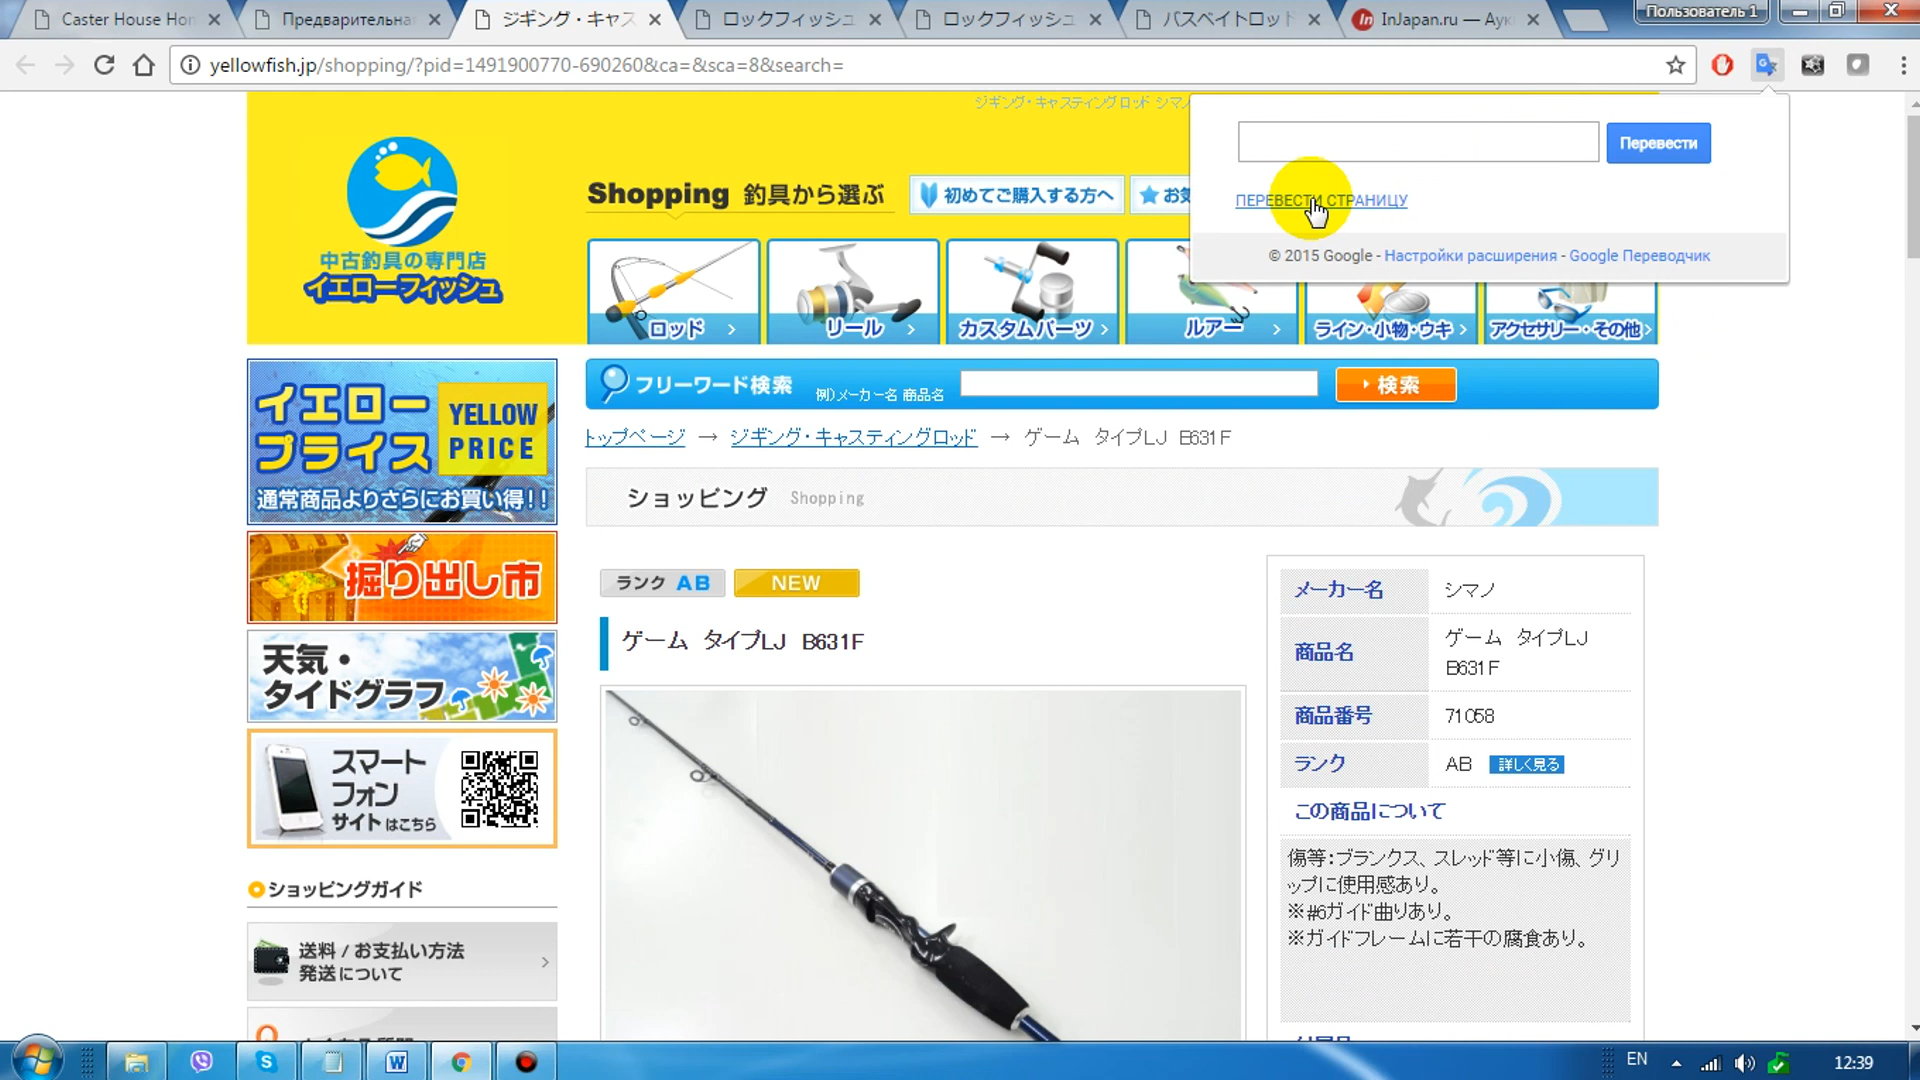 Caster House Hom
Предварительна
ジギング・キャス
ロックフィッシュ
ロックフィッシュ
バスベイトロッド
InJapan.ru — Аук
Пользователь 1
yellowfish.jp/shopping/?pid=1491900770-690260&ca=&sca=8&search=
ジギング・キャスティングロッド シマノ
Перевести
ПЕРЕВЕСТИ СТРАНИЦУ
© 2015 Google - Настройки расширения - Google Переводчик
中古釣具の専門店
イエローフィッシュ
Shopping 釣具から選ぶ
初めてご購入する方へ
お気
ロッド
リール
カスタムパーツ
ルアー
ライン・小物・ウキ
アクセサリー・その他
フリーワード検索
例)メーカー名 商品名
検索
トップページ → ジギング・キャスティングロッド → ゲーム タイプLJ B631F
ショッピング Shopping
イエロー
プライス
YELLOW
PRICE
通常商品よりさらにお買い得!!
掘り出し市
天気・
タイドグラフ
スマート
フォン
サイトはこちら
ショッピングガイド
送料 / お支払い方法
発送について
ランク AB
NEW
ゲーム タイプLJ B631F
メーカー名 シマノ
商品名 ゲーム タイプLJ
B631F
商品番号 71058
ランク AB 詳しく見る
この商品について
傷等:ブランクス、スレッド等に小傷、グリ
ップに使用感あり。
※#6ガイド曲りあり。
※ガイドフレームに若干の腐食あり。
EN
12:39